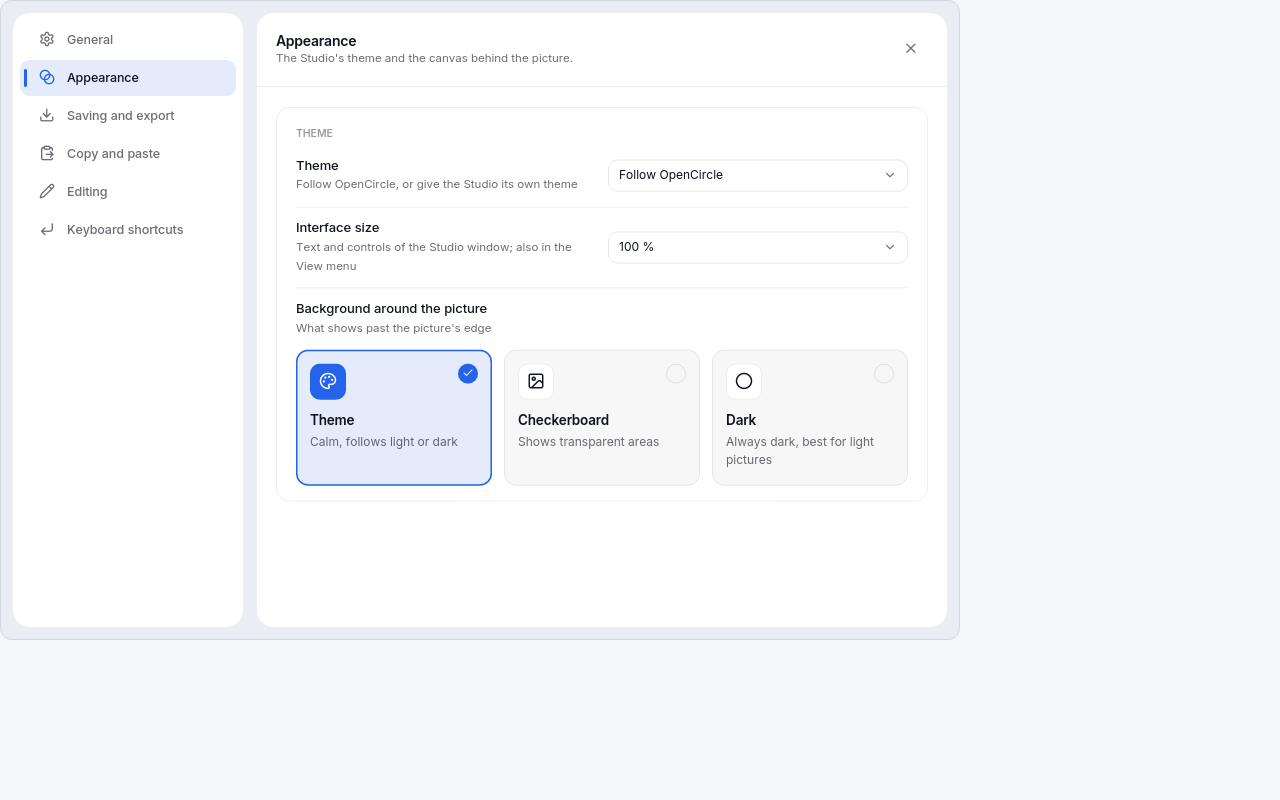 General
Appearance
Saving and export
Copy and paste
Editing
Keyboard shortcuts
Appearance
The Studio's theme and the canvas behind the picture.
THEME
Theme
Follow OpenCircle, or give the Studio its own theme
Follow OpenCircle
Interface size
Text and controls of the Studio window; also in the
View menu
100 %
Background around the picture
What shows past the picture's edge
Theme
Calm, follows light or dark
Checkerboard
Shows transparent areas
Dark
Always dark, best for light
pictures